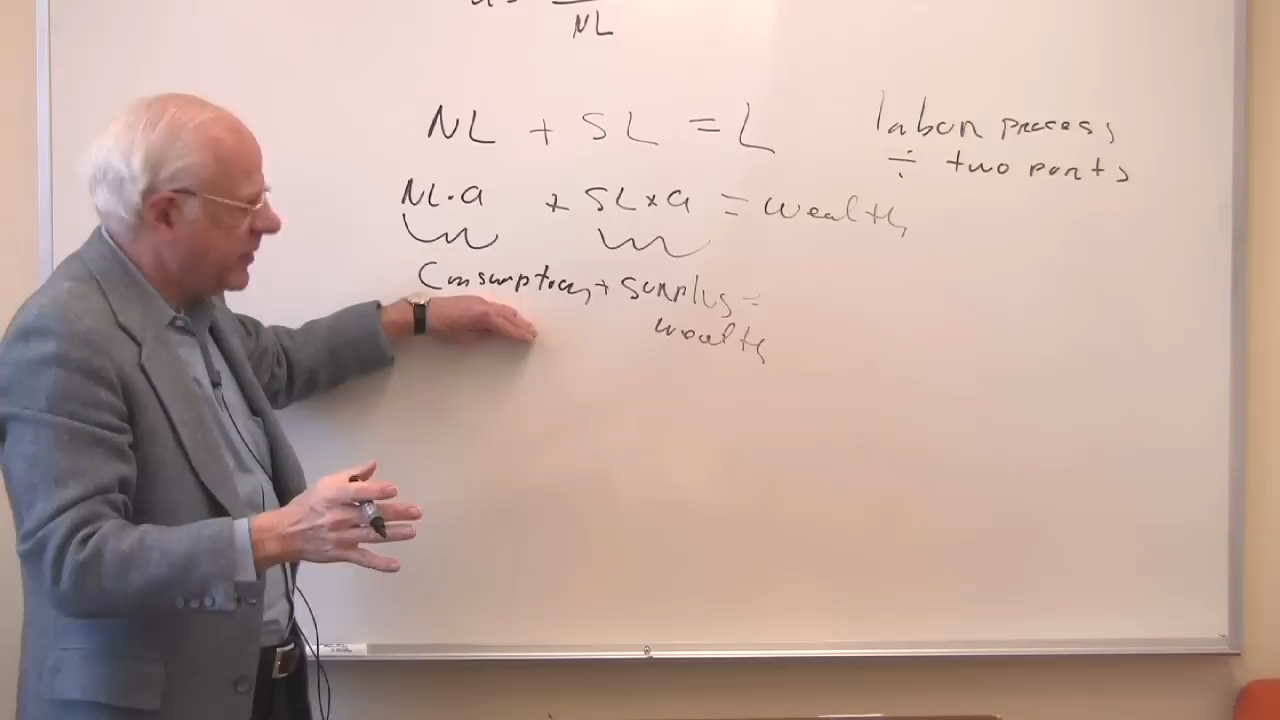 NL
NL + SL = L
labor process
÷ two parts
NL·a + SL×a = wealth
Consumption + Surplus =
wealth